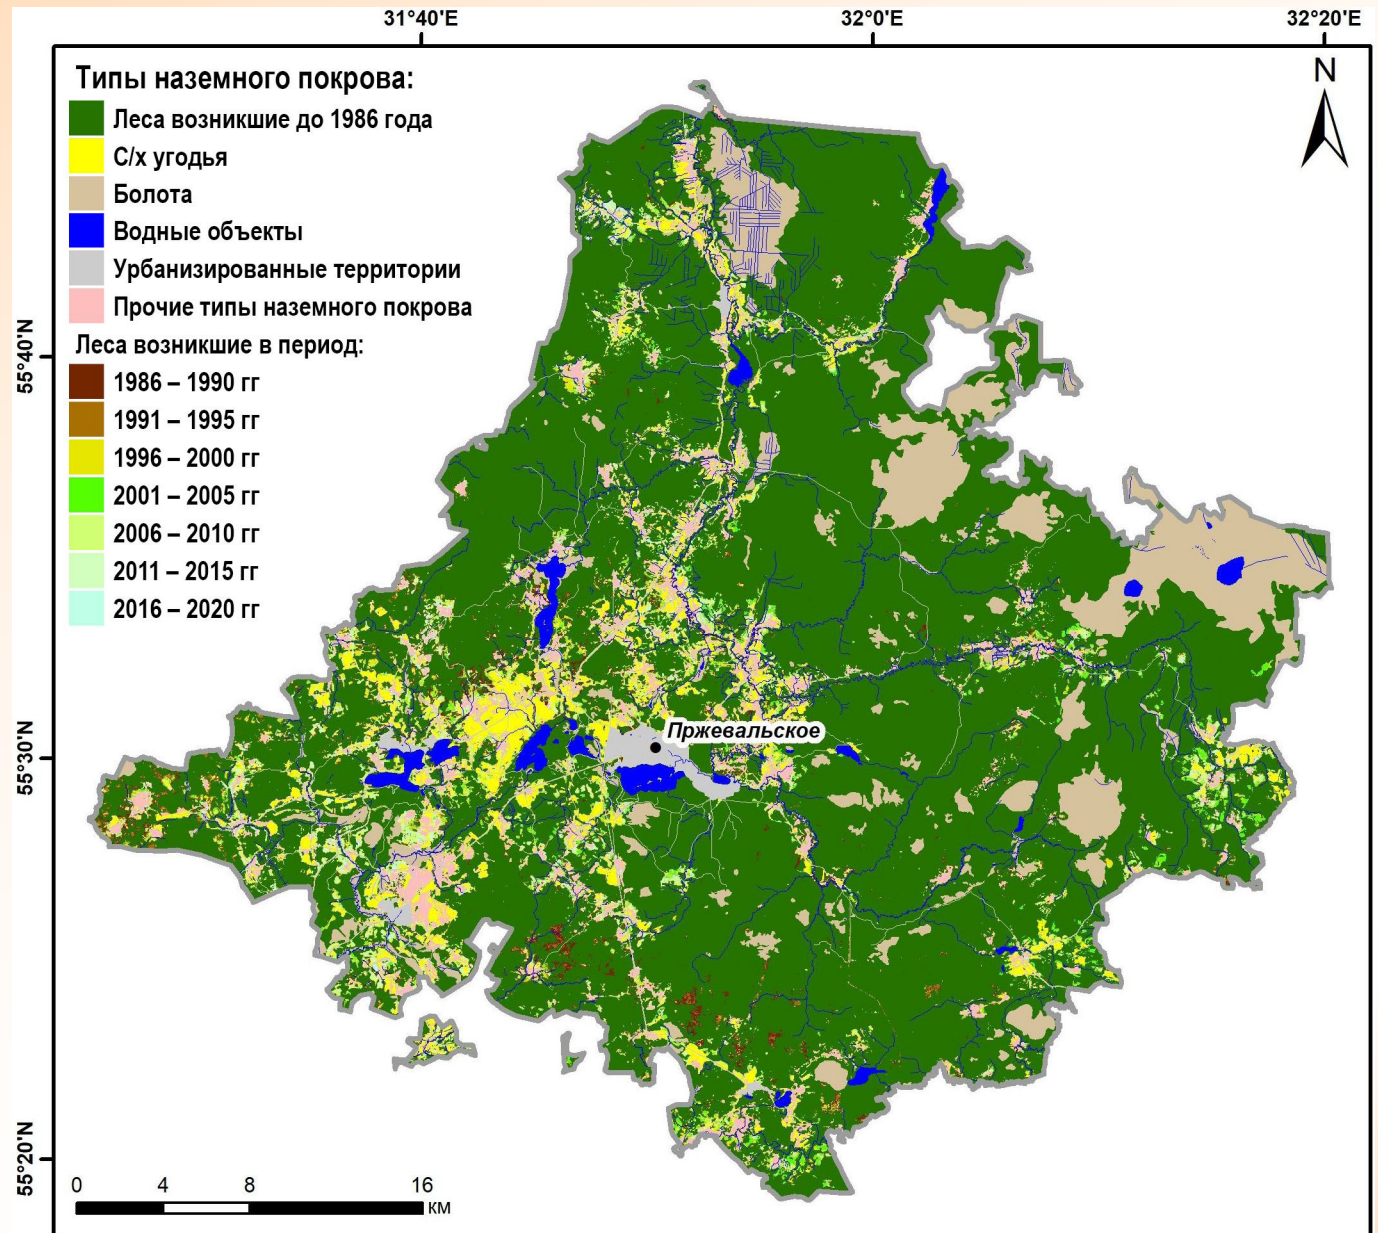 31°40'E
32°0'E
32°20'E
Типы наземного покрова:
Леса возникшие до 1986 года
С/х угодья
Болота
Водные объекты
Урбанизированные территории
Прочие типы наземного покрова
Леса возникшие в период:
1986 – 1990 гг
1991 – 1995 гг
1996 – 2000 гг
2001 – 2005 гг
2006 – 2010 гг
2011 – 2015 гг
2016 – 2020 гг
N
55°40'N
Пржевальское
55°30'N
55°20'N
0 4 8 16
км